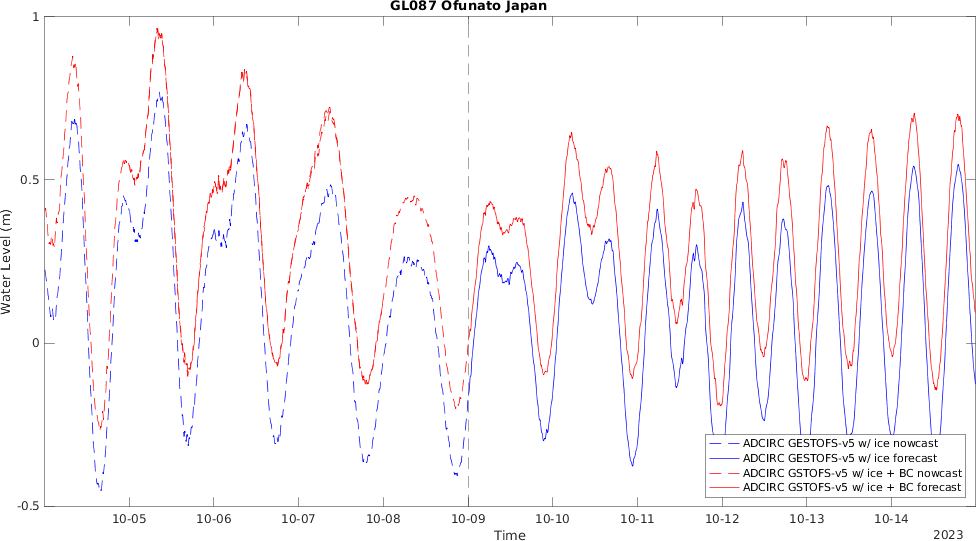 GL087 Ofunato Japan
1
0.5
0
-0.5
Water Level (m)
10-05 10-06 10-07 10-08 10-09 10-10 10-11 10-12 10-13 10-14
Time
2023
ADCIRC GESTOFS-v5 w/ ice nowcast
ADCIRC GESTOFS-v5 w/ ice forecast
ADCIRC GSTOFS-v5 w/ ice + BC nowcast
ADCIRC GSTOFS-v5 w/ ice + BC forecast